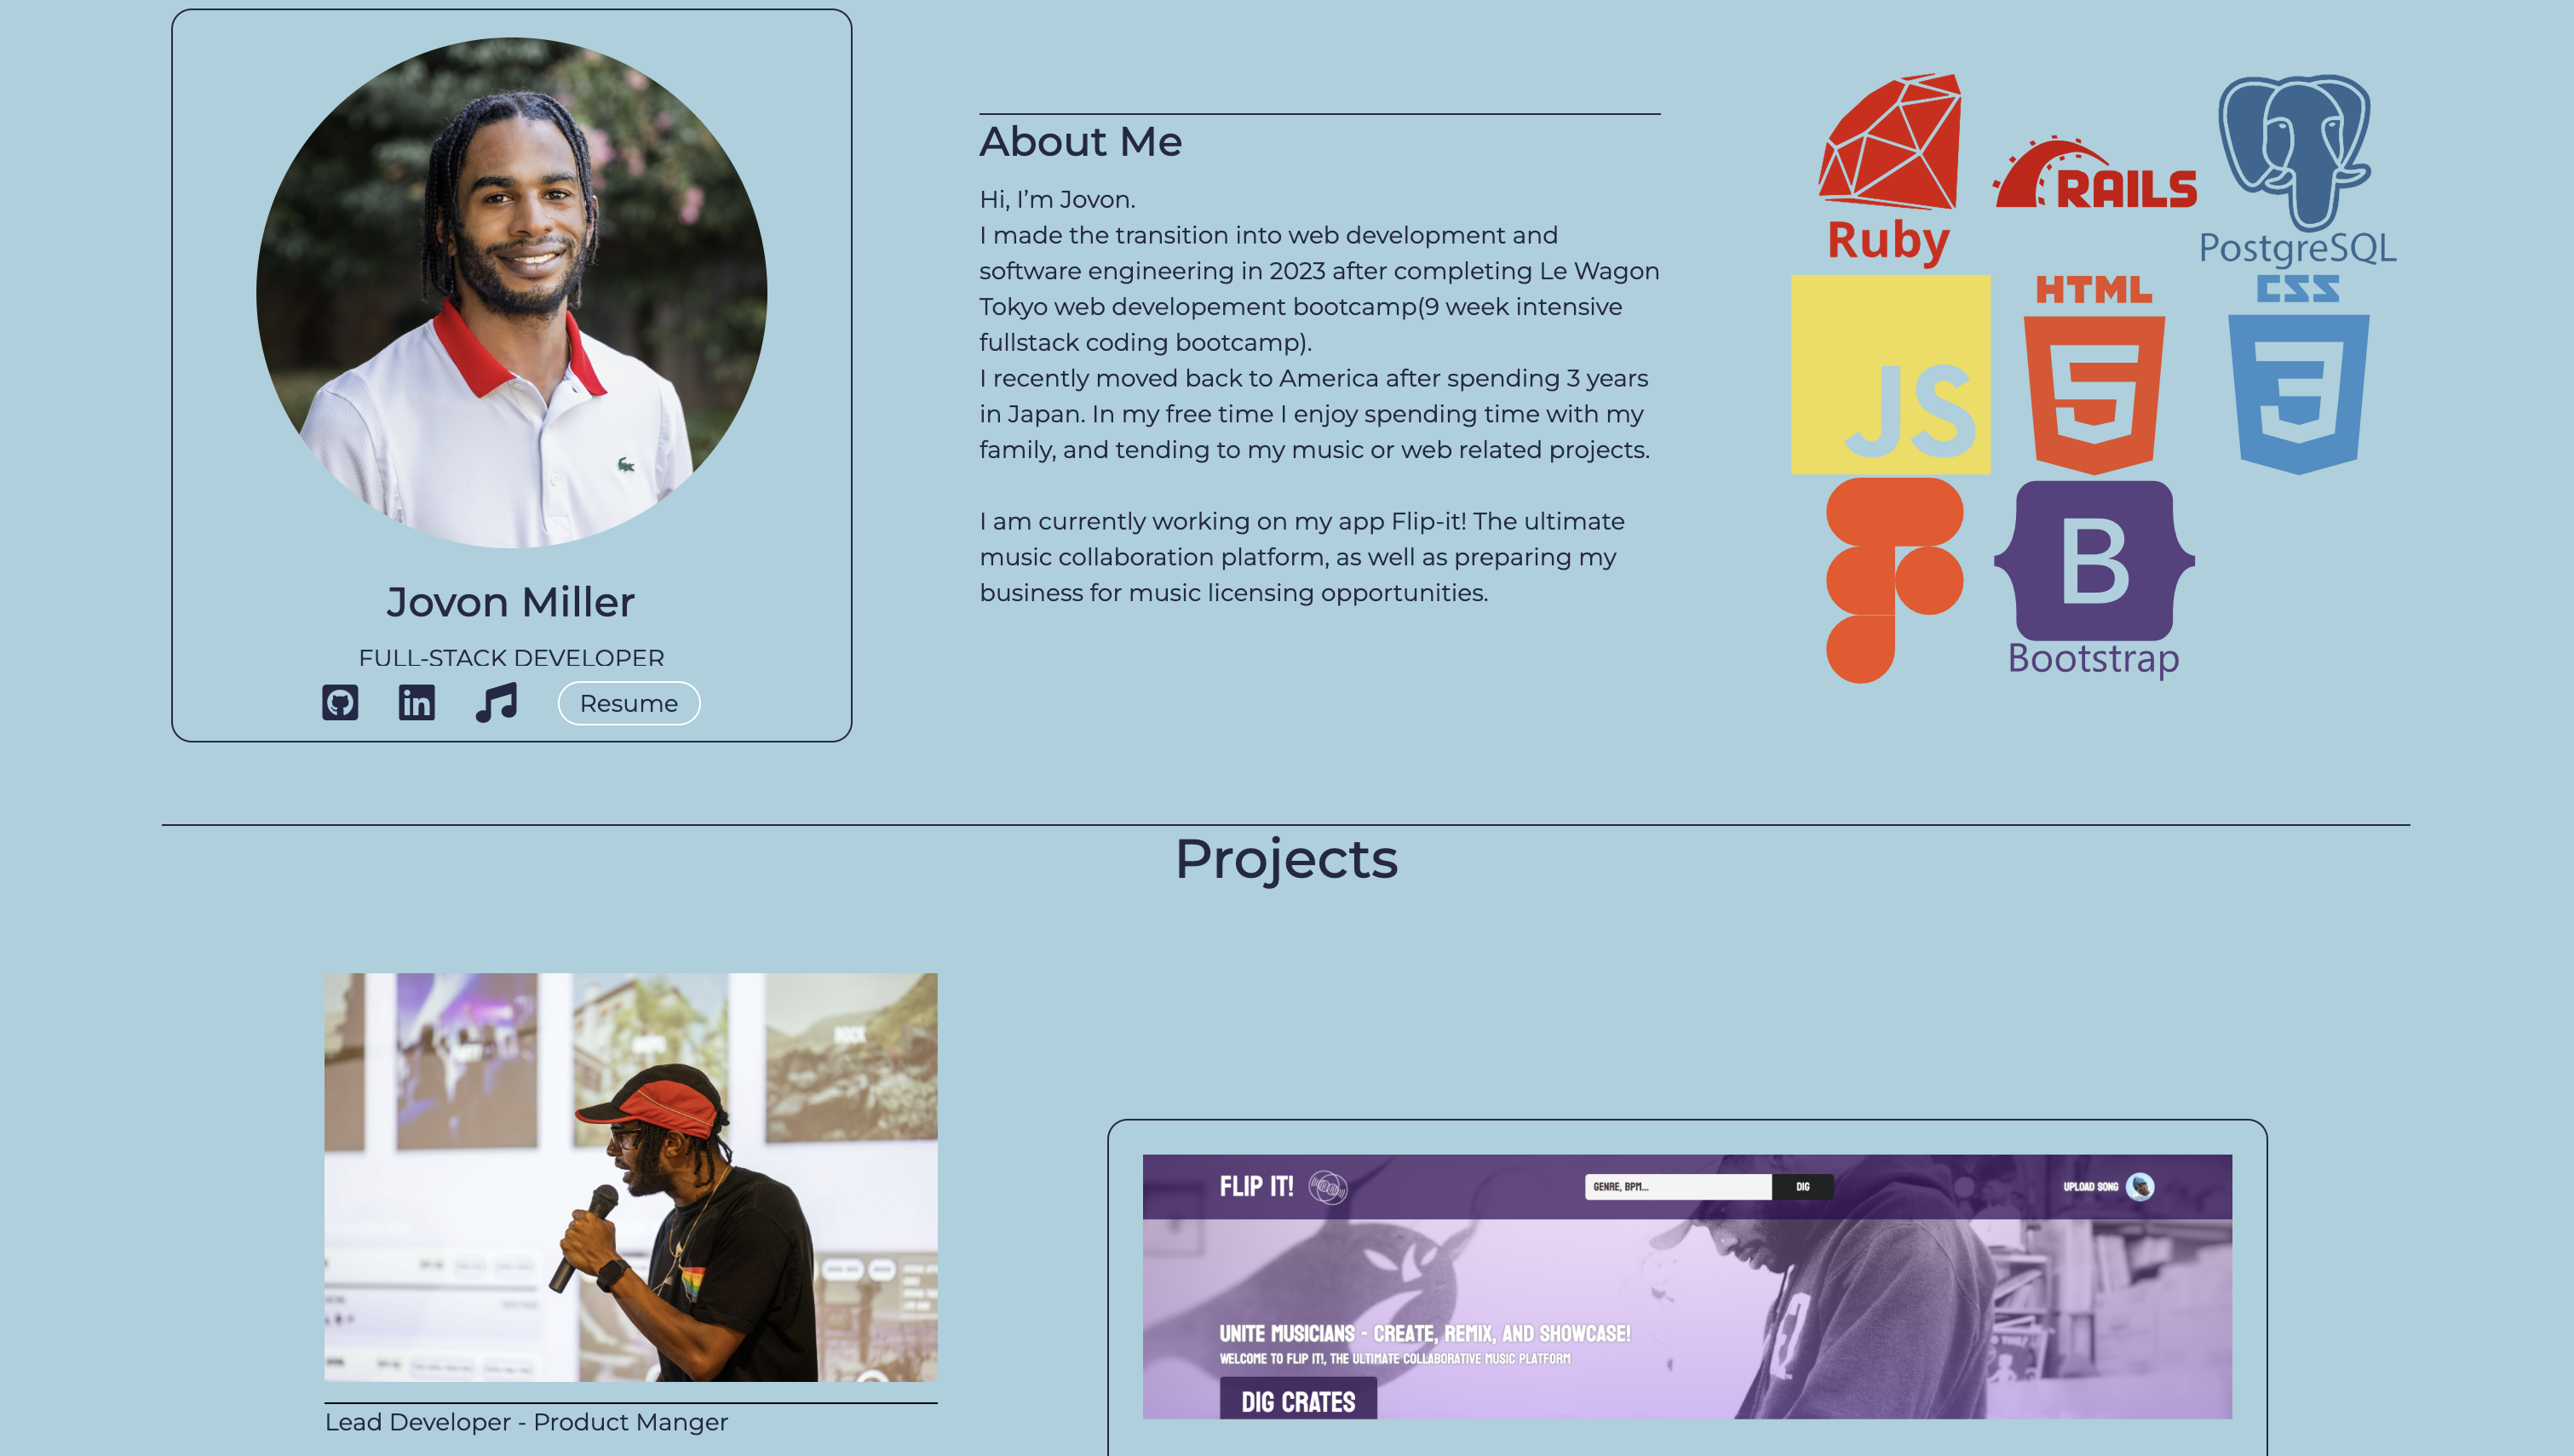 Jovon Miller
FULL-STACK DEVELOPER
Resume
About Me
Hi, I’m Jovon.
I made the transition into web development and
software engineering in 2023 after completing Le Wagon
Tokyo web developement bootcamp(9 week intensive
fullstack coding bootcamp).
I recently moved back to America after spending 3 years
in Japan. In my free time I enjoy spending time with my
family, and tending to my music or web related projects.
I am currently working on my app Flip-it! The ultimate
music collaboration platform, as well as preparing my
business for music licensing opportunities.
Ruby
RAILS
PostgreSQL
JS
HTML
5
CSS
3
B
Bootstrap
Projects
ROCK
Lead Developer - Product Manger
FLIP IT!
GENRE, BPM...
DIG
UPLOAD SONG
UNITE MUSICIANS - CREATE, REMIX, AND SHOWCASE!
WELCOME TO FLIP IT!, THE ULTIMATE COLLABORATIVE MUSIC PLATFORM
DIG CRATES